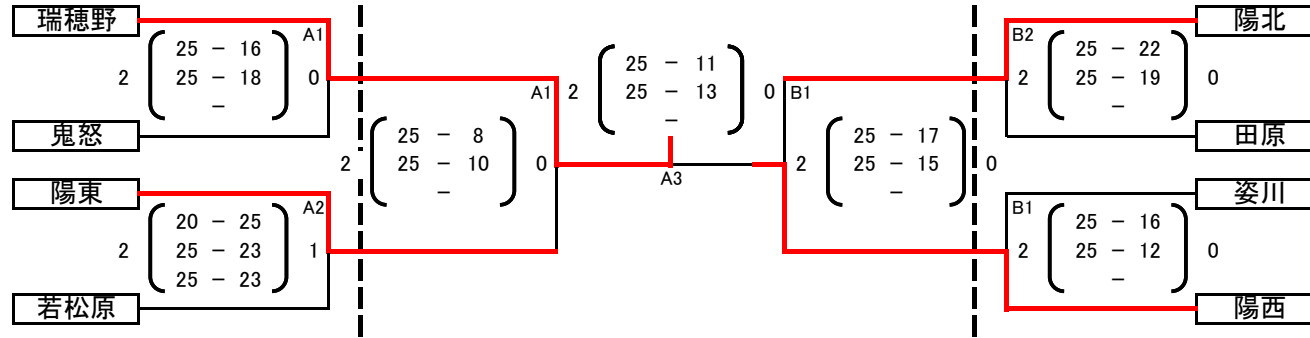 瑞穂野
A1
2
25 － 16
25 － 18
－
0
鬼怒
陽東
A2
2
20 － 25
25 － 23
25 － 23
1
若松原
A1
2
25 － 8
25 － 10
－
0
2
25 － 11
25 － 13
－
0
A3
B1
2
25 － 17
25 － 15
－
0
陽北
B2
2
25 － 22
25 － 19
－
0
田原
姿川
B1
2
25 － 16
25 － 12
－
0
陽西